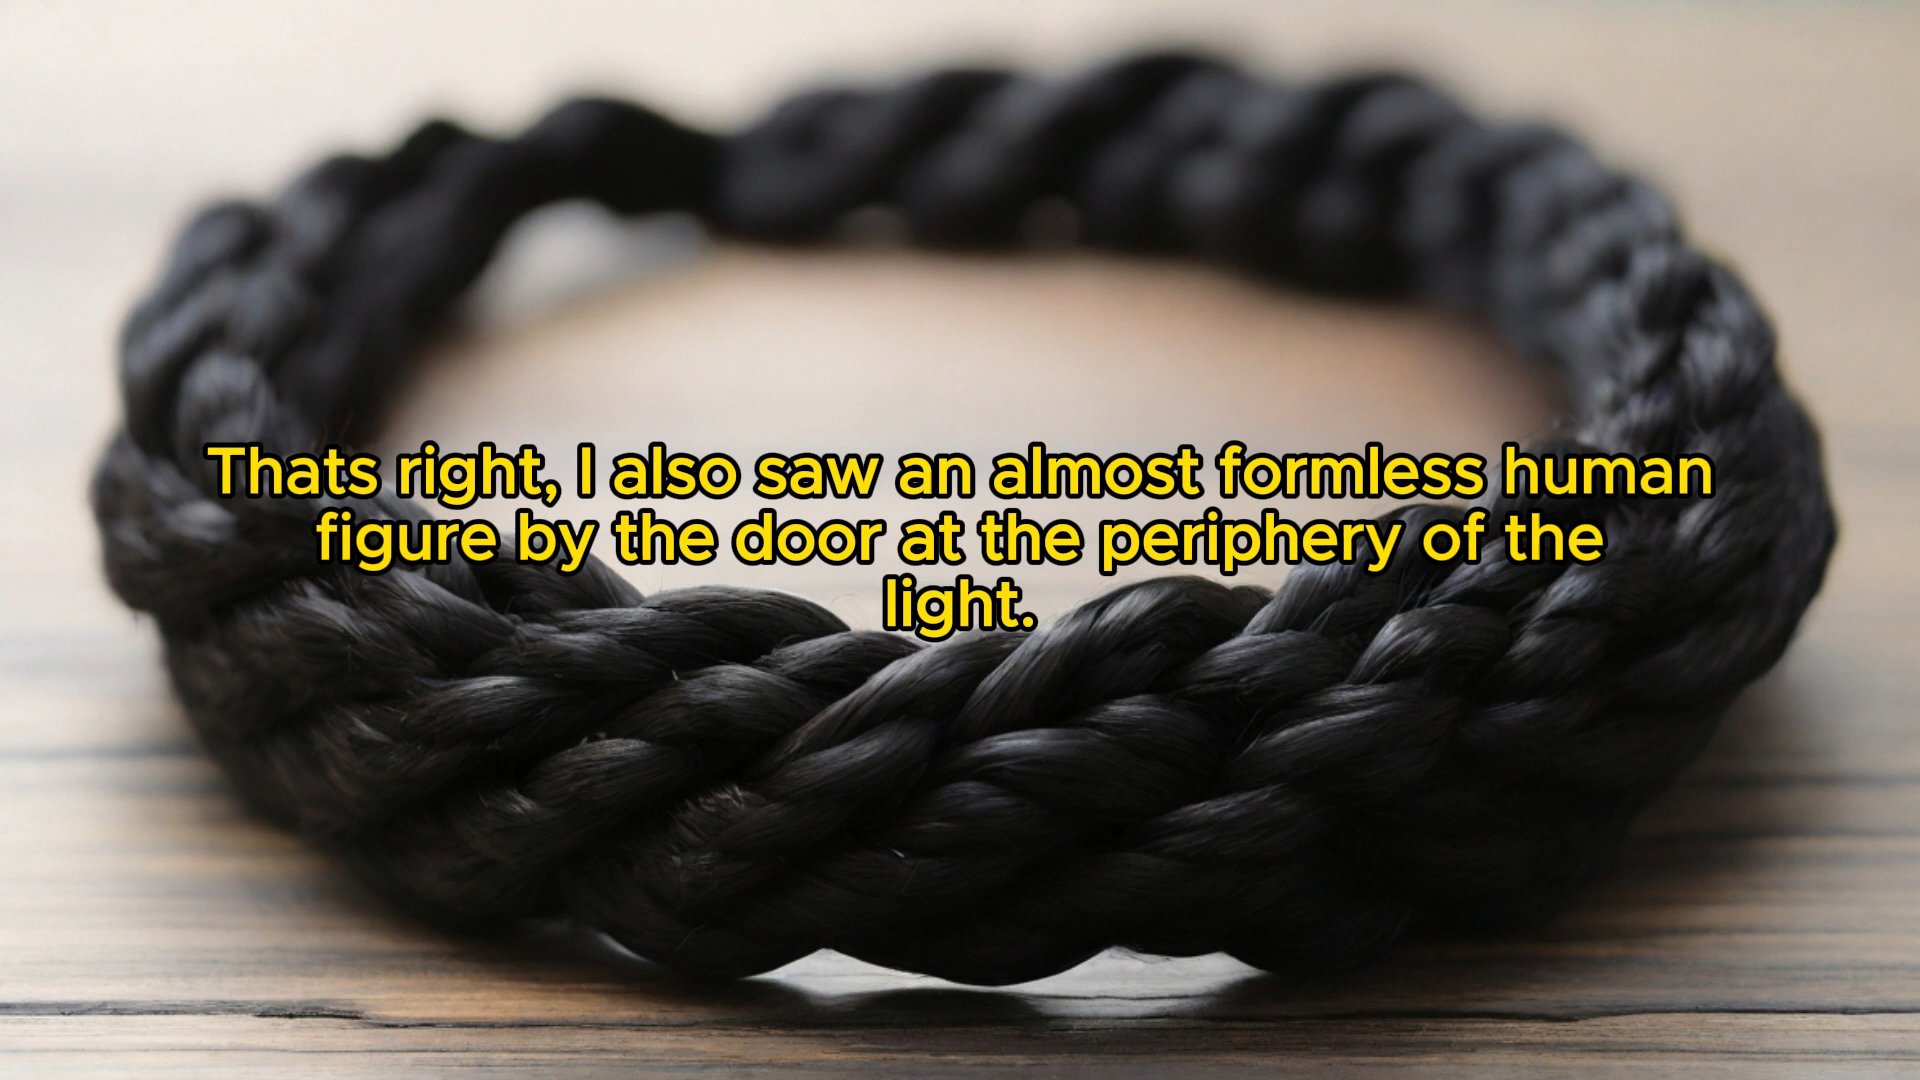 Thats right, I also saw an almost formless human
figure by the door at the periphery of the
light.